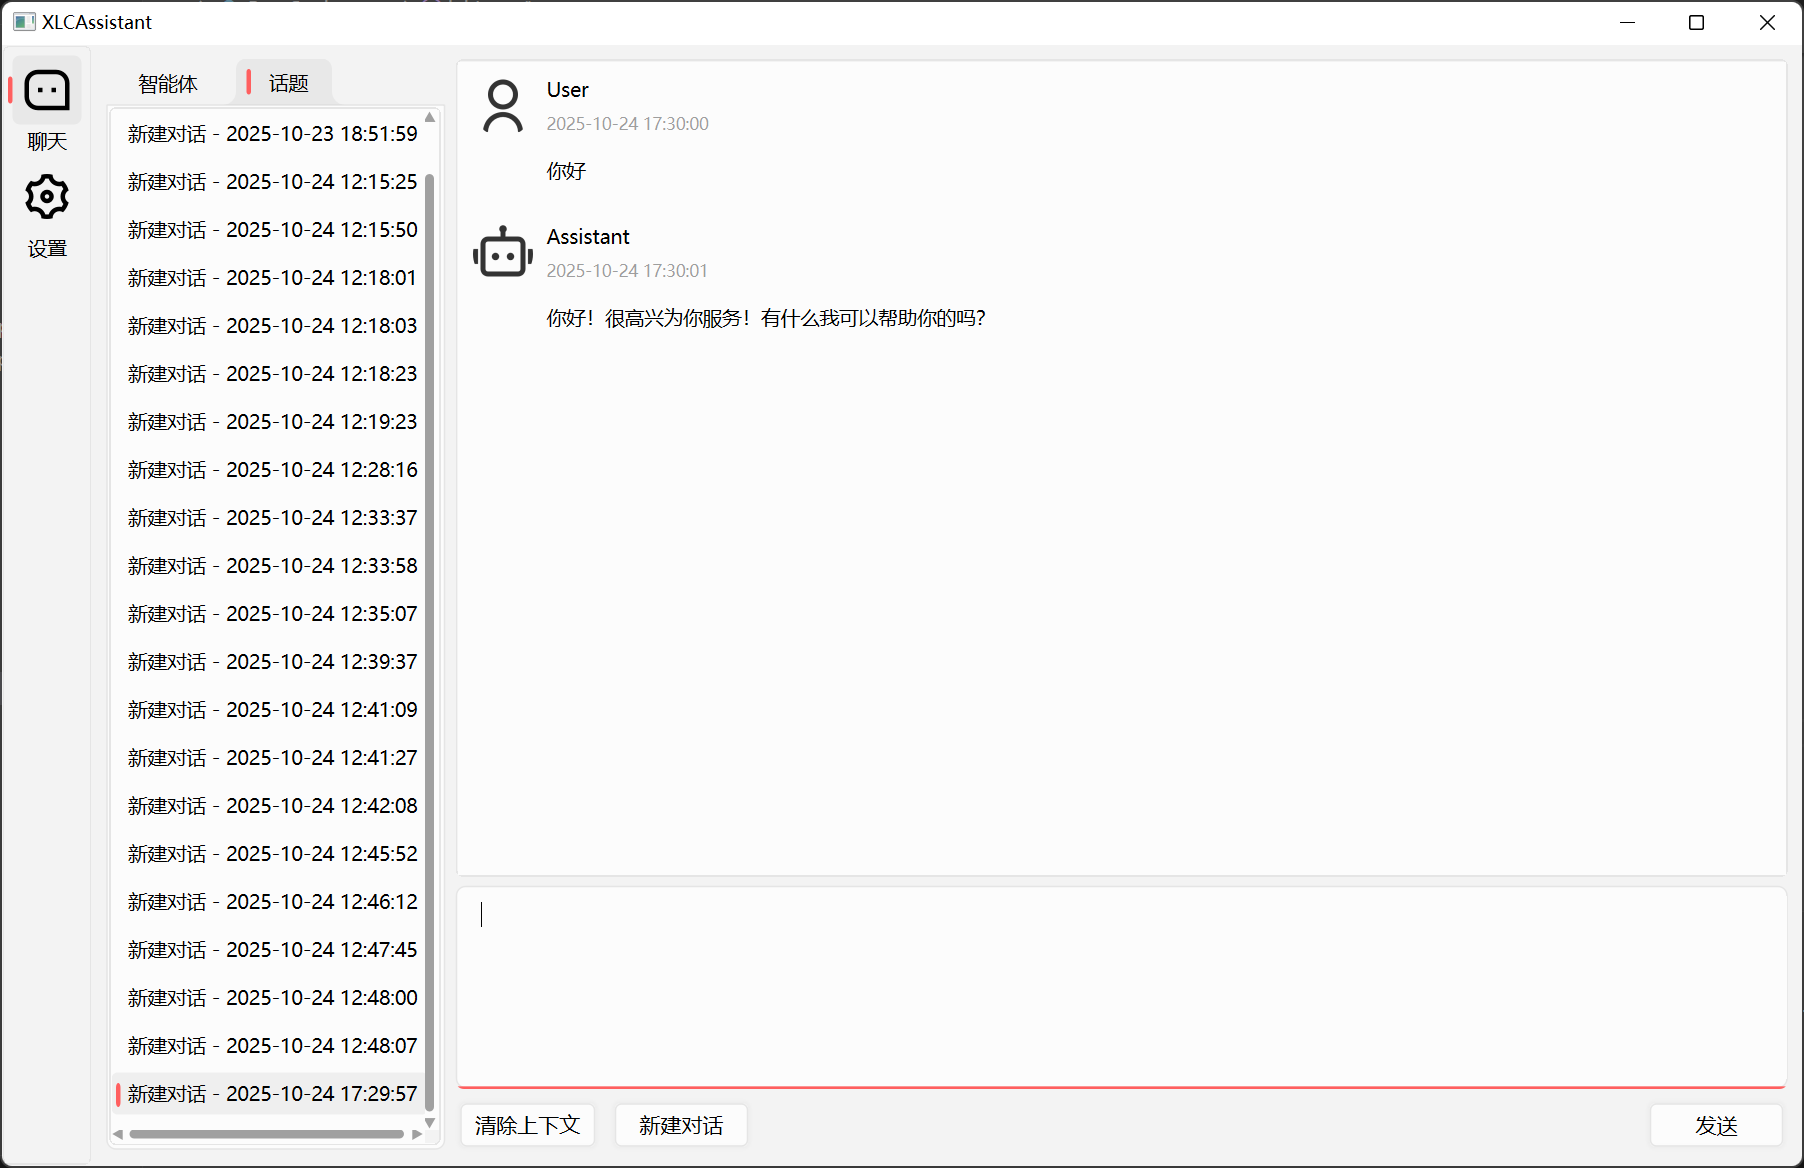 XLCAssistant
聊天
设置
智能体
话题
新建对话 - 2025-10-23 18:51:59
新建对话 - 2025-10-24 12:15:25
新建对话 - 2025-10-24 12:15:50
新建对话 - 2025-10-24 12:18:01
新建对话 - 2025-10-24 12:18:03
新建对话 - 2025-10-24 12:18:23
新建对话 - 2025-10-24 12:19:23
新建对话 - 2025-10-24 12:28:16
新建对话 - 2025-10-24 12:33:37
新建对话 - 2025-10-24 12:33:58
新建对话 - 2025-10-24 12:35:07
新建对话 - 2025-10-24 12:39:37
新建对话 - 2025-10-24 12:41:09
新建对话 - 2025-10-24 12:41:27
新建对话 - 2025-10-24 12:42:08
新建对话 - 2025-10-24 12:45:52
新建对话 - 2025-10-24 12:46:12
新建对话 - 2025-10-24 12:47:45
新建对话 - 2025-10-24 12:48:00
新建对话 - 2025-10-24 12:48:07
新建对话 - 2025-10-24 17:29:57
User
2025-10-24 17:30:00
你好
Assistant
2025-10-24 17:30:01
你好！很高兴为你服务！有什么我可以帮助你的吗？
清除上下文
新建对话
发送